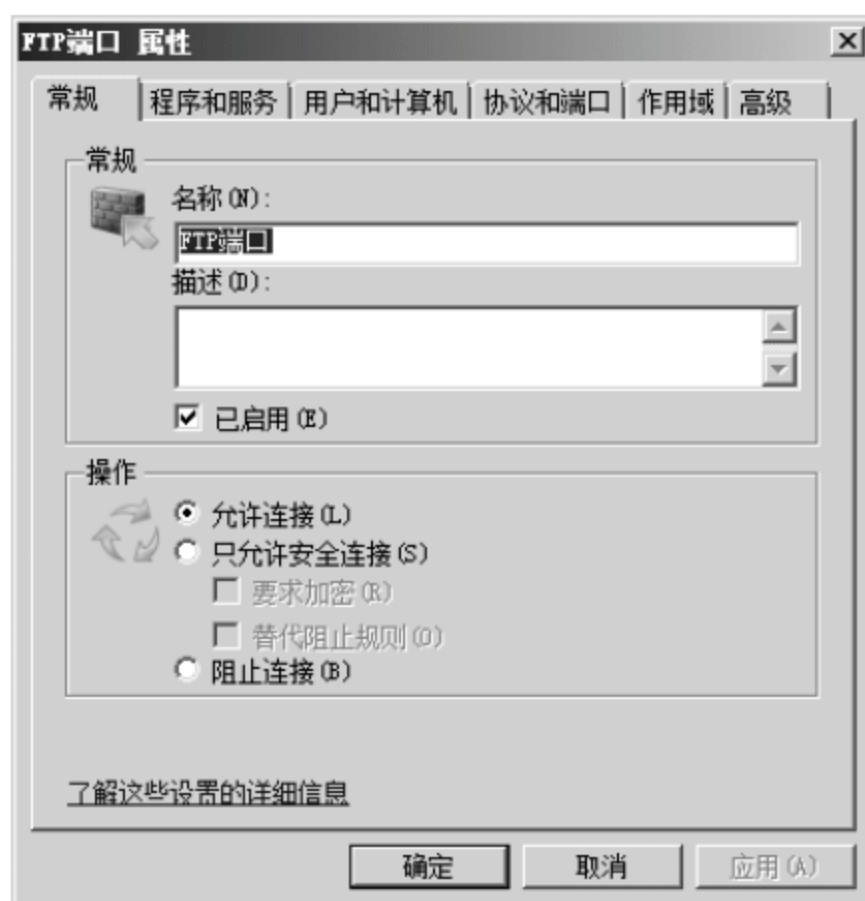 FTP端口 属性
常规 程序和服务 用户和计算机 协议和端口 作用域 高级
常规
名称(N):
FTP端口
描述(D):
已启用(E)
操作
允许连接(L)
只允许安全连接(S)
要求加密(R)
替代阻止规则(O)
阻止连接(B)
了解这些设置的详细信息
确定 取消 应用(A)